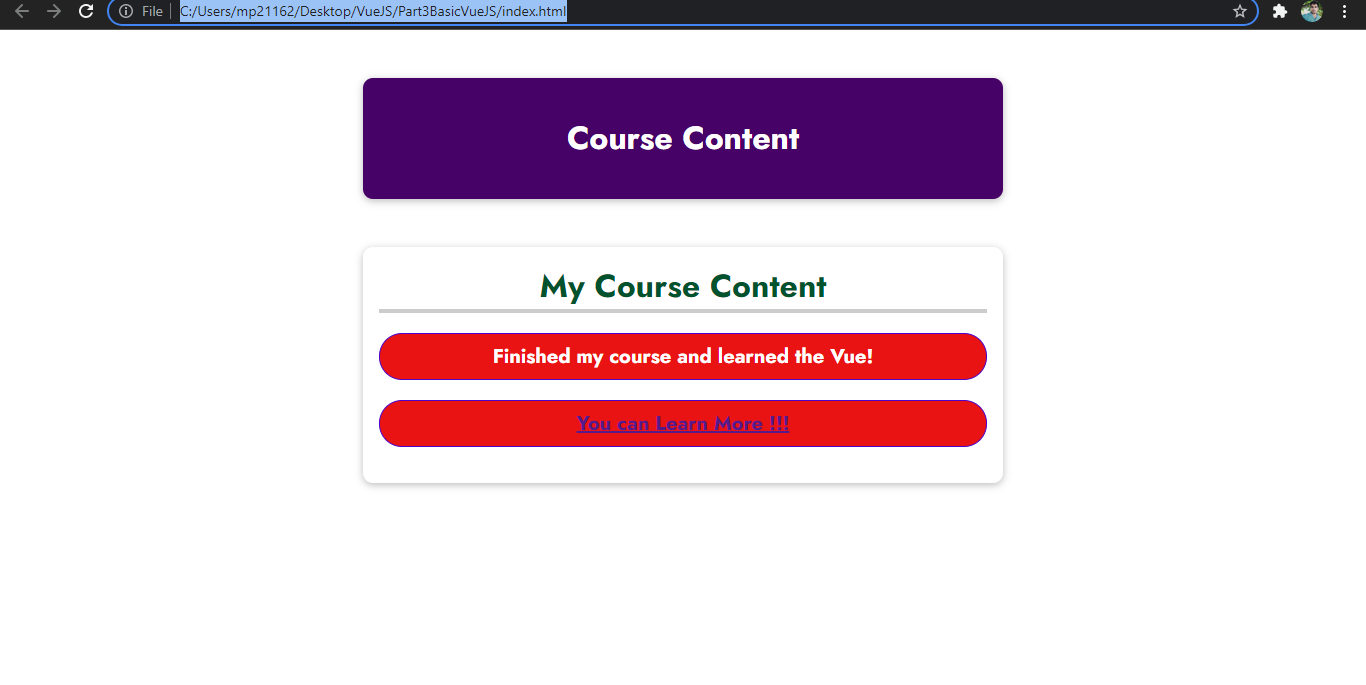 File C:/Users/mp21162/Desktop/VueJS/Part3BasicVueJS/index.html
Course Content
My Course Content
Finished my course and learned the Vue!
You can Learn More !!!